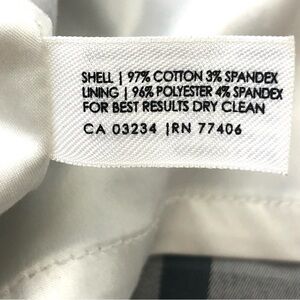 SHELL | 97% COTTON 3% SPANDEX
LINING | 96% POLYESTER 4% SPANDEX
FOR BEST RESULTS DRY CLEAN
CA 03234 |RN 77406